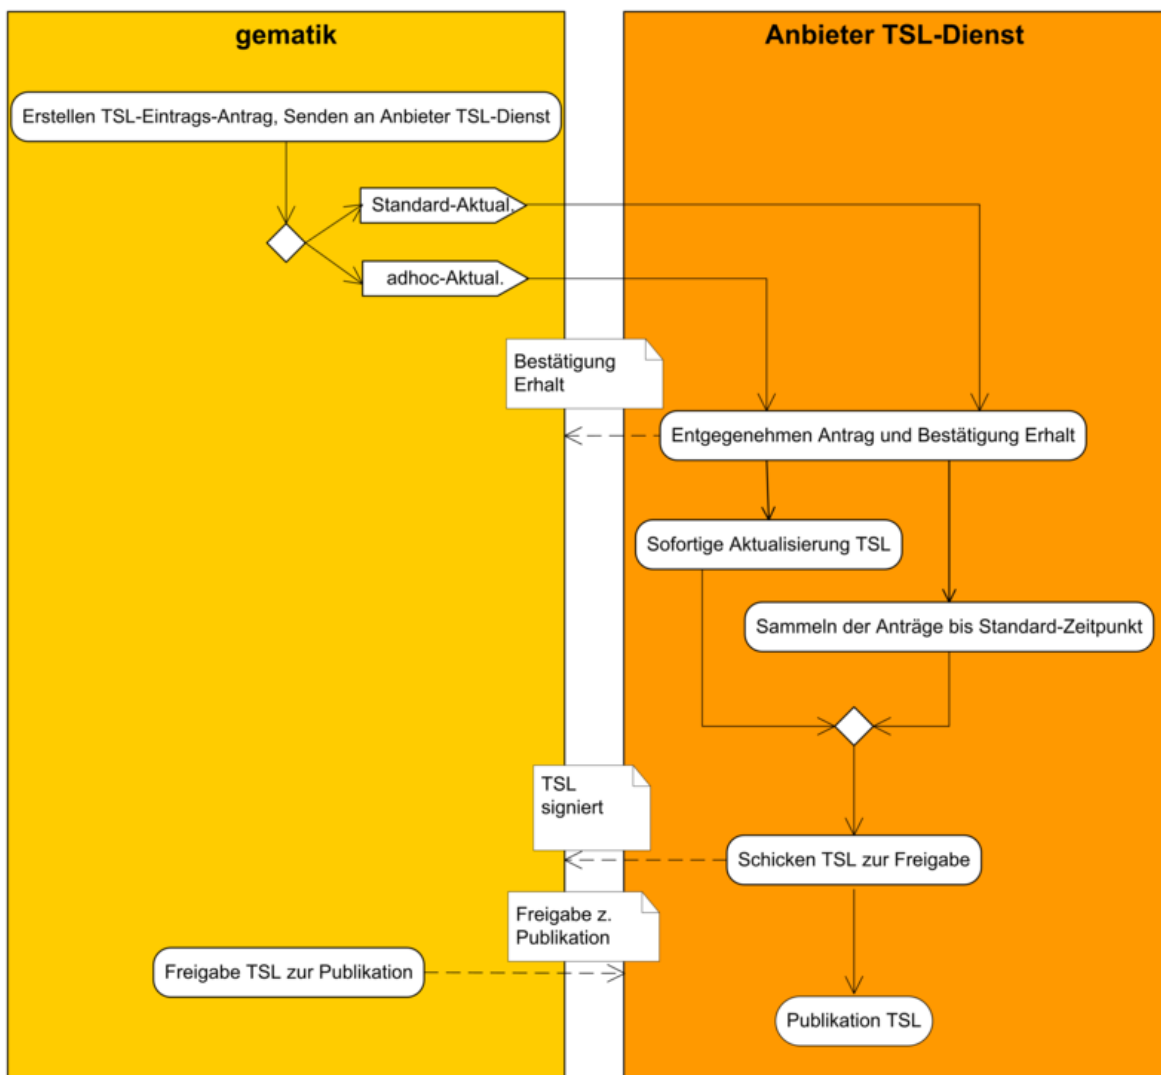 gematik
Anbieter TSL-Dienst
Erstellen TSL-Eintrags-Antrag, Senden an Anbieter TSL-Dienst
Standard-Aktual.
adhoc-Aktual.
Bestätigung
Erhalt
Entgegenehmen Antrag und Bestätigung Erhalt
Sofortige Aktualisierung TSL
Sammeln der Anträge bis Standard-Zeitpunkt
TSL
signiert
Schicken TSL zur Freigabe
Freigabe z.
Publikation
Freigabe TSL zur Publikation
Publikation TSL